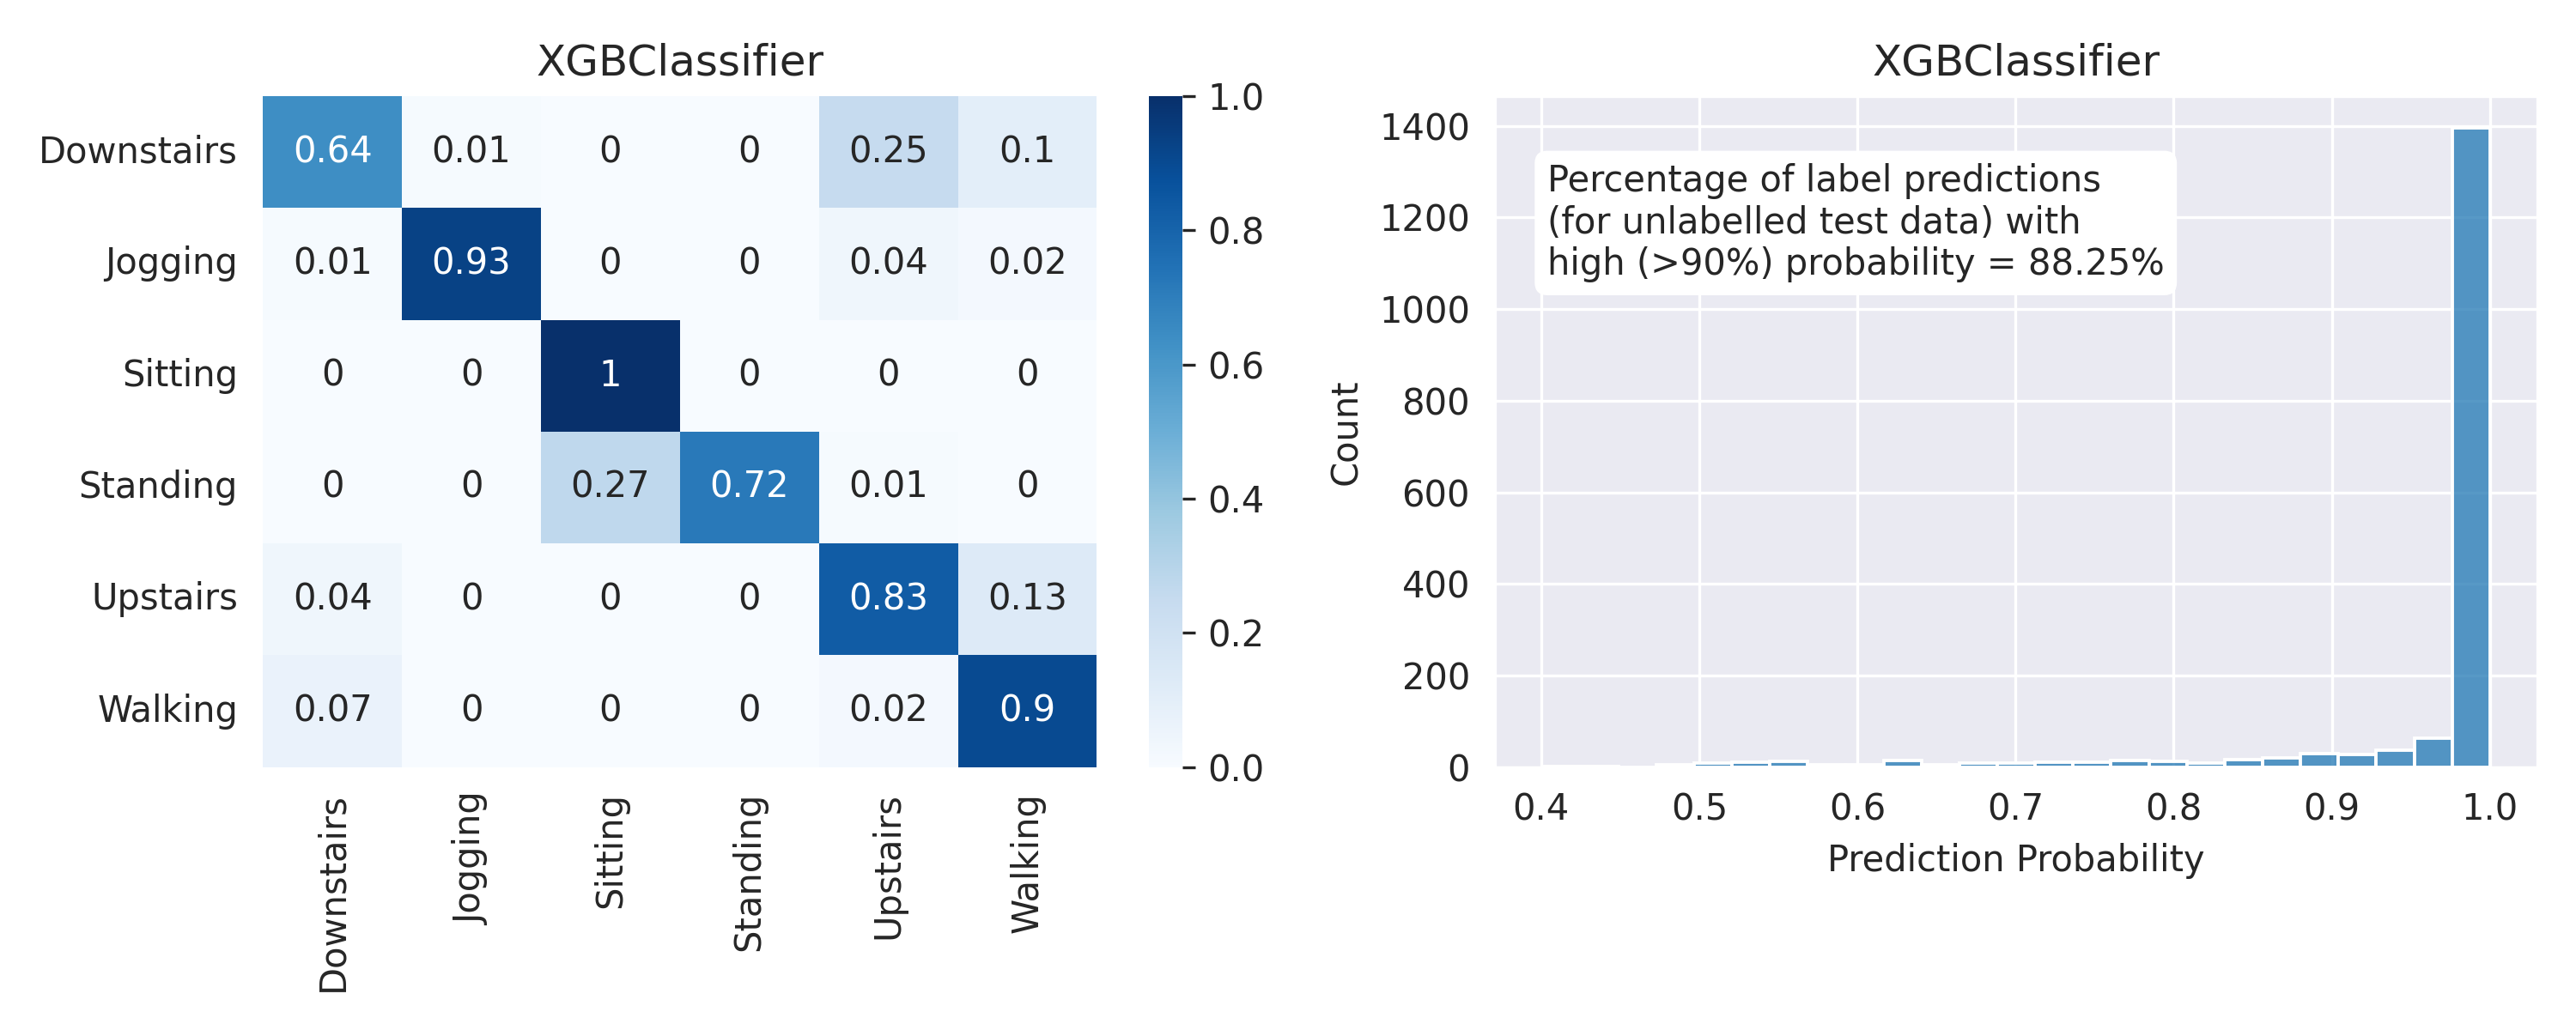 XGBClassifier
Downstairs 0.64 0.01 0 0 0.25 0.1
Jogging 0.01 0.93 0 0 0.04 0.02
Sitting 0 0 1 0 0 0
Standing 0 0 0.27 0.72 0.01 0
Upstairs 0.04 0 0 0 0.83 0.13
Walking 0.07 0 0 0 0.02 0.9
Downstairs Jogging Sitting Standing Upstairs Walking
1.0
0.8
0.6
0.4
0.2
0.0
XGBClassifier
Count
1400
1200
1000
800
600
400
200
0
Percentage of label predictions
(for unlabelled test data) with
high (>90%) probability = 88.25%
0.4 0.5 0.6 0.7 0.8 0.9 1.0
Prediction Probability